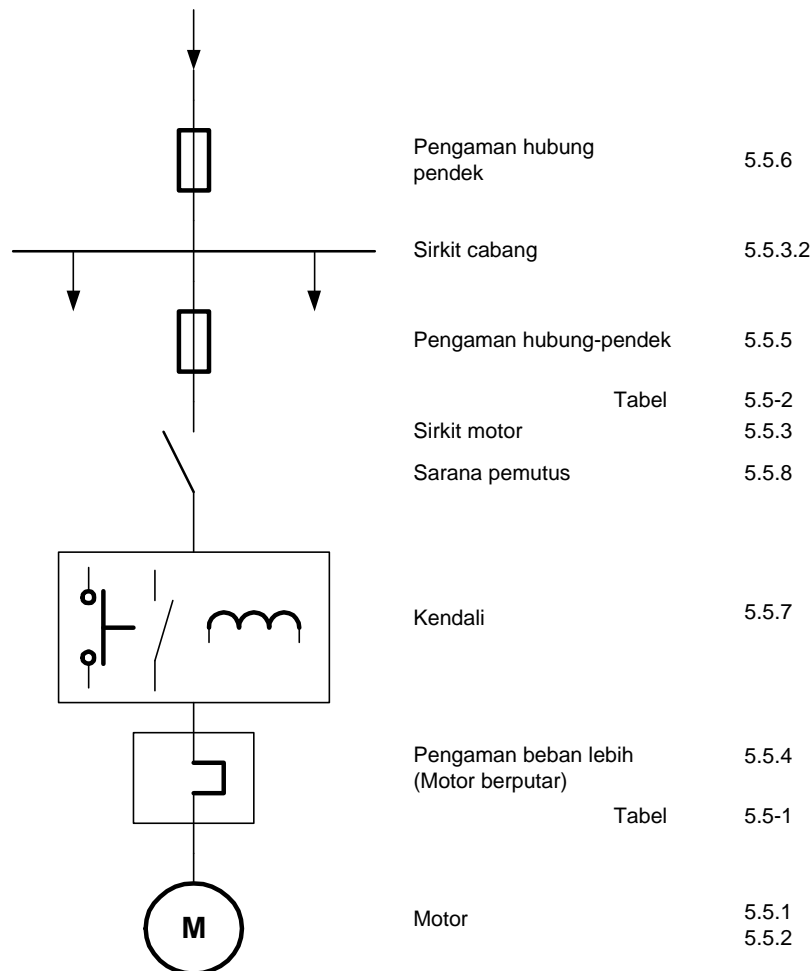 Pengaman hubung
pendek 5.5.6
Sirkit cabang 5.5.3.2
Pengaman hubung-pendek 5.5.5
Tabel 5.5-2
Sirkit motor 5.5.3
Sarana pemutus 5.5.8
Kendali 5.5.7
Pengaman beban lebih 5.5.4
(Motor berputar)
Tabel 5.5-1
M
Motor 5.5.1
5.5.2